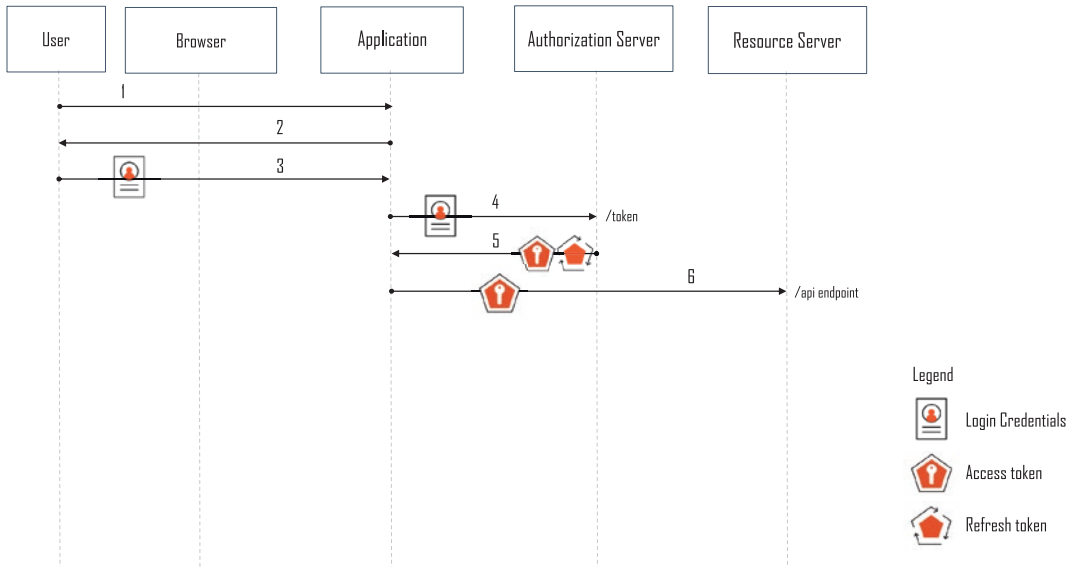 User
Browser
Application
Authorization Server
Resource Server
1
2
3
4
/token
5
6
/api endpoint
Legend
Login Credentials
Access token
Refresh token